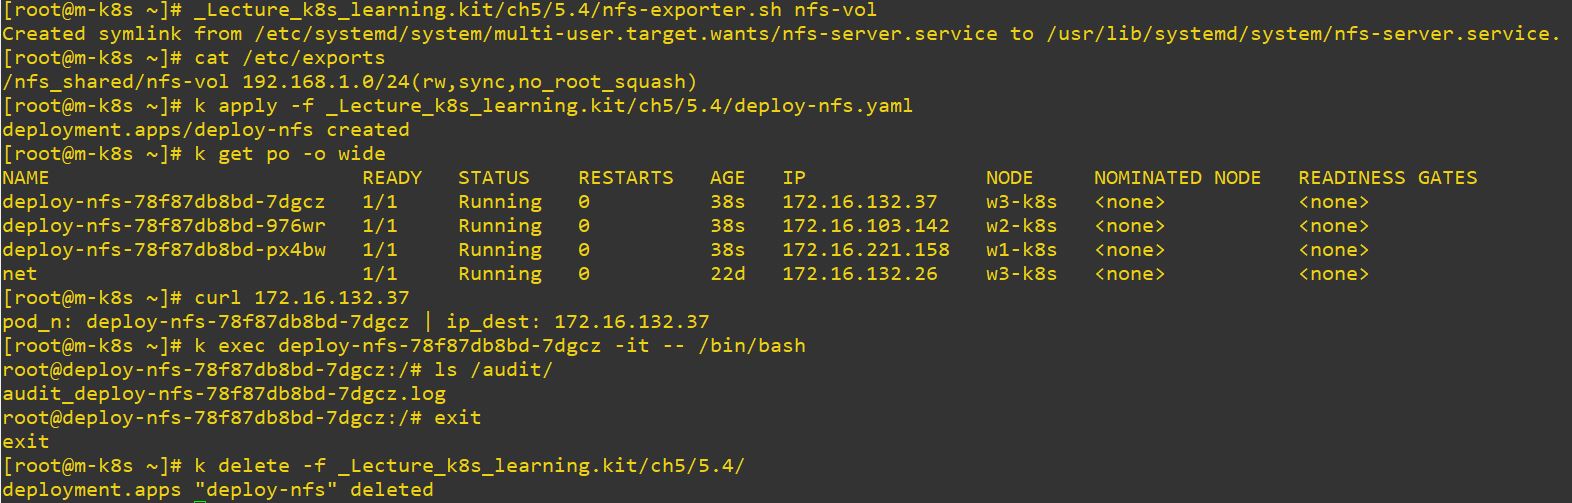 [root@m-k8s ~]# _Lecture_k8s_learning.kit/ch5/5.4/nfs-exporter.sh nfs-vol
Created symlink from /etc/systemd/system/multi-user.target.wants/nfs-server.service to /usr/lib/systemd/system/nfs-server.service.
[root@m-k8s ~]# cat /etc/exports
/nfs_shared/nfs-vol 192.168.1.0/24(rw,sync,no_root_squash)
[root@m-k8s ~]# k apply -f _Lecture_k8s_learning.kit/ch5/5.4/deploy-nfs.yaml
deployment.apps/deploy-nfs created
[root@m-k8s ~]# k get po -o wide
NAME                          READY   STATUS    RESTARTS   AGE   IP               NODE     NOMINATED NODE   READINESS GATES
deploy-nfs-78f87db8bd-7dgcz   1/1     Running   0          38s   172.16.132.37    w3-k8s   <none>           <none>
deploy-nfs-78f87db8bd-976wr   1/1     Running   0          38s   172.16.103.142   w2-k8s   <none>           <none>
deploy-nfs-78f87db8bd-px4bw   1/1     Running   0          38s   172.16.221.158   w1-k8s   <none>           <none>
net                           1/1     Running   0          22d   172.16.132.26    w3-k8s   <none>           <none>
[root@m-k8s ~]# curl 172.16.132.37
pod_n: deploy-nfs-78f87db8bd-7dgcz | ip_dest: 172.16.132.37
[root@m-k8s ~]# k exec deploy-nfs-78f87db8bd-7dgcz -it -- /bin/bash
root@deploy-nfs-78f87db8bd-7dgcz:/# ls /audit/
audit_deploy-nfs-78f87db8bd-7dgcz.log
root@deploy-nfs-78f87db8bd-7dgcz:/# exit
exit
[root@m-k8s ~]# k delete -f _Lecture_k8s_learning.kit/ch5/5.4/
deployment.apps "deploy-nfs" deleted